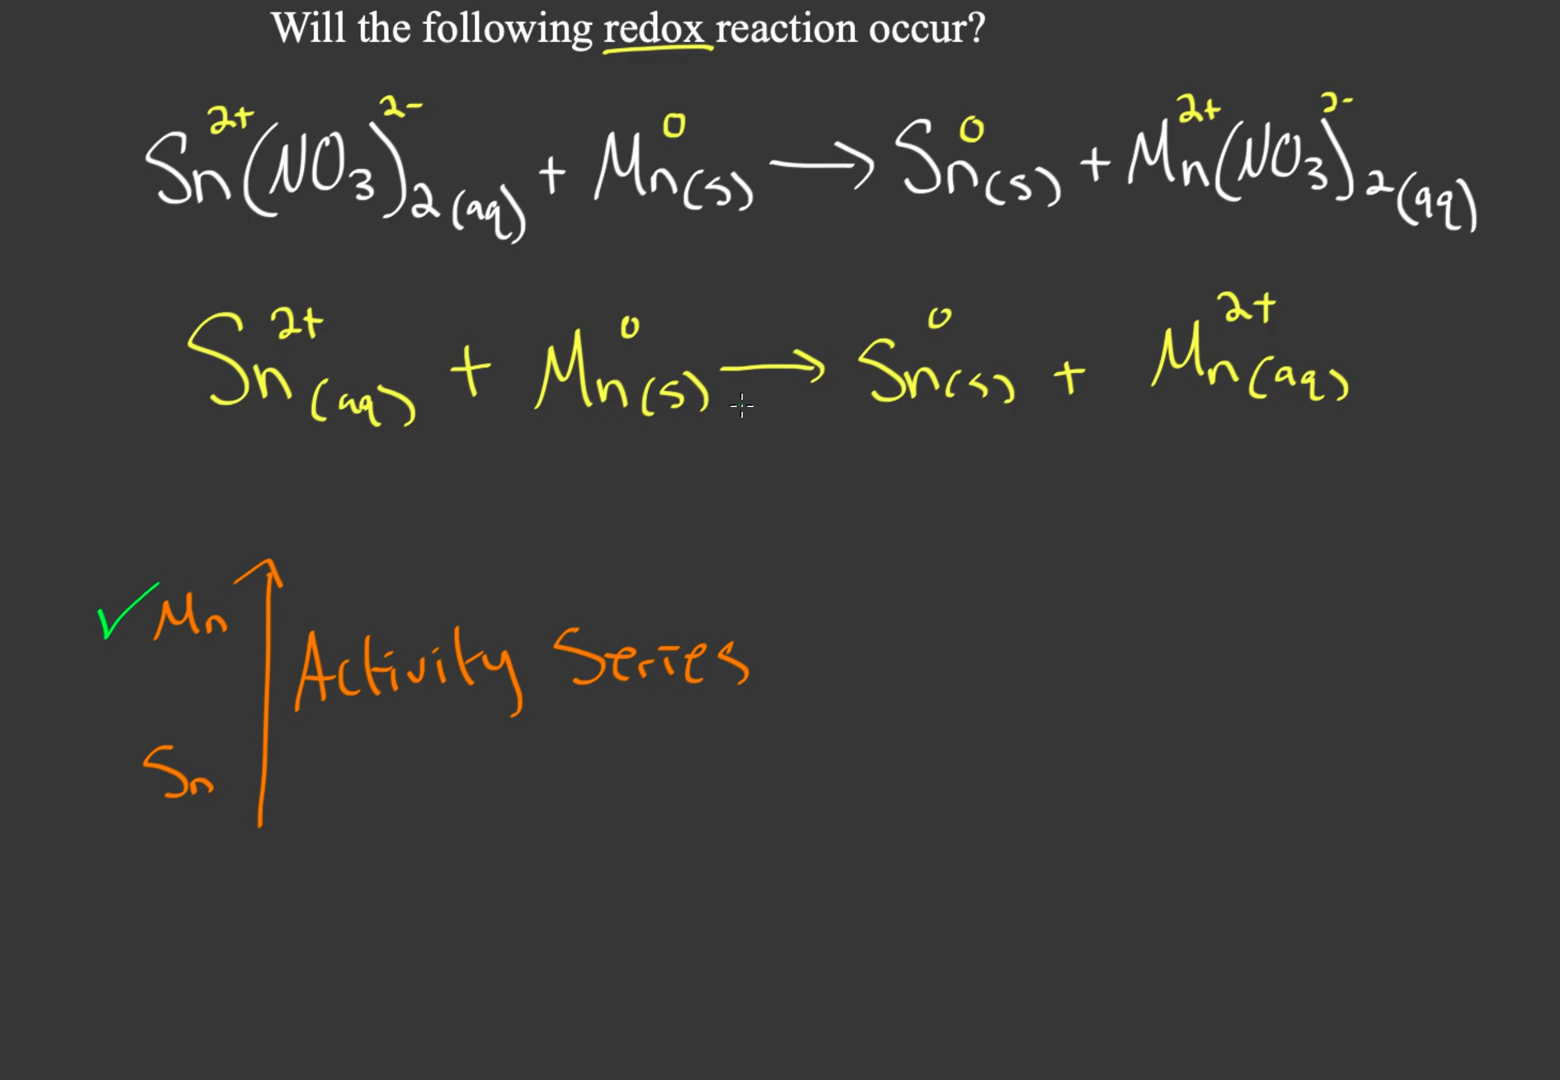 Will the following redox reaction occur?
Sn²⁺(NO₃)²⁻₂(aq) + Mn⁰(s) → Sn⁰(s) + Mn²⁺(NO₃)²⁻₂(aq)
Sn²⁺(aq) + Mn⁰(s) → Sn⁰(s) + Mn²⁺(aq)
✓ Mn
Activity Series
Sn